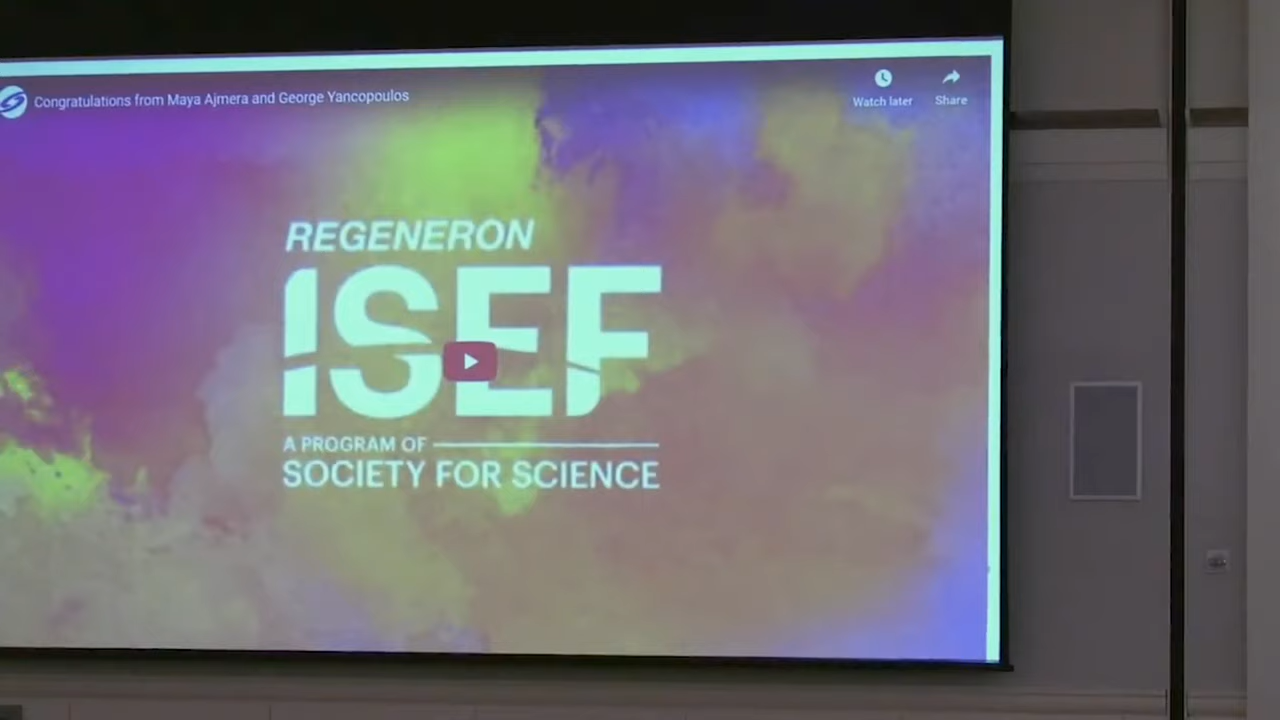 Congratulations from Maya Ajmera and George Yancopoulos
Watch later
Share
REGENERON
ISEF
A PROGRAM OF
SOCIETY FOR SCIENCE